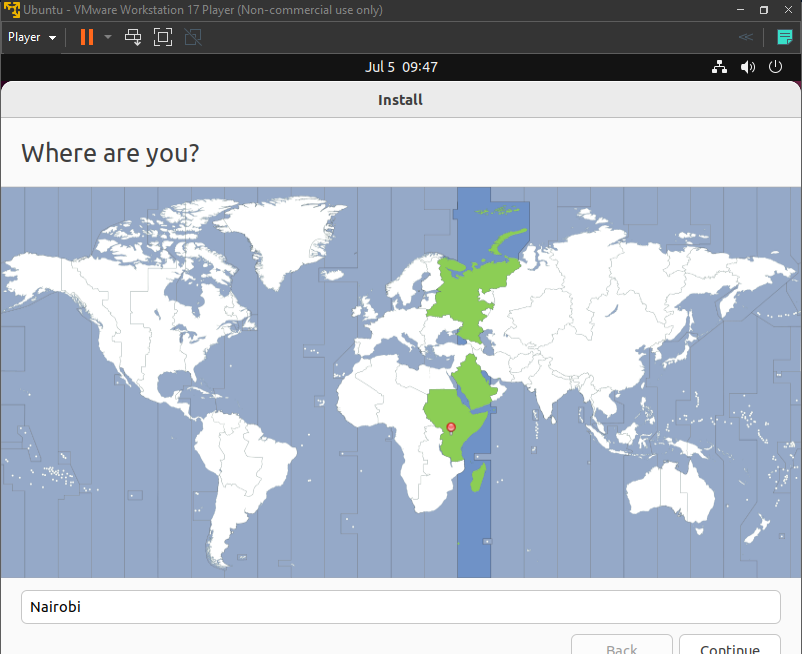 Ubuntu - VMware Workstation 17 Player (Non-commercial use only)
Player
Jul 5 09:47
Install
Where are you?
Nairobi
Back
Continue